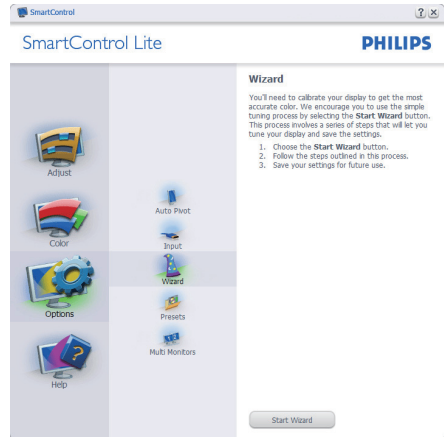 SmartControl
SmartControl Lite
PHILIPS
Adjust
Color
Options
Help
Auto Pivot
Input
Wizard
Presets
Multi Monitors
Wizard
You'll need to calibrate your display to get the most
accurate color. We encourage you to use the simple
tuning process by selecting the Start Wizard button.
This process involves a series of steps that will let you
tune your display and save the settings.
1. Choose the Start Wizard button.
2. Follow the steps outlined in this process.
3. Save your settings for future use.
Start Wizard